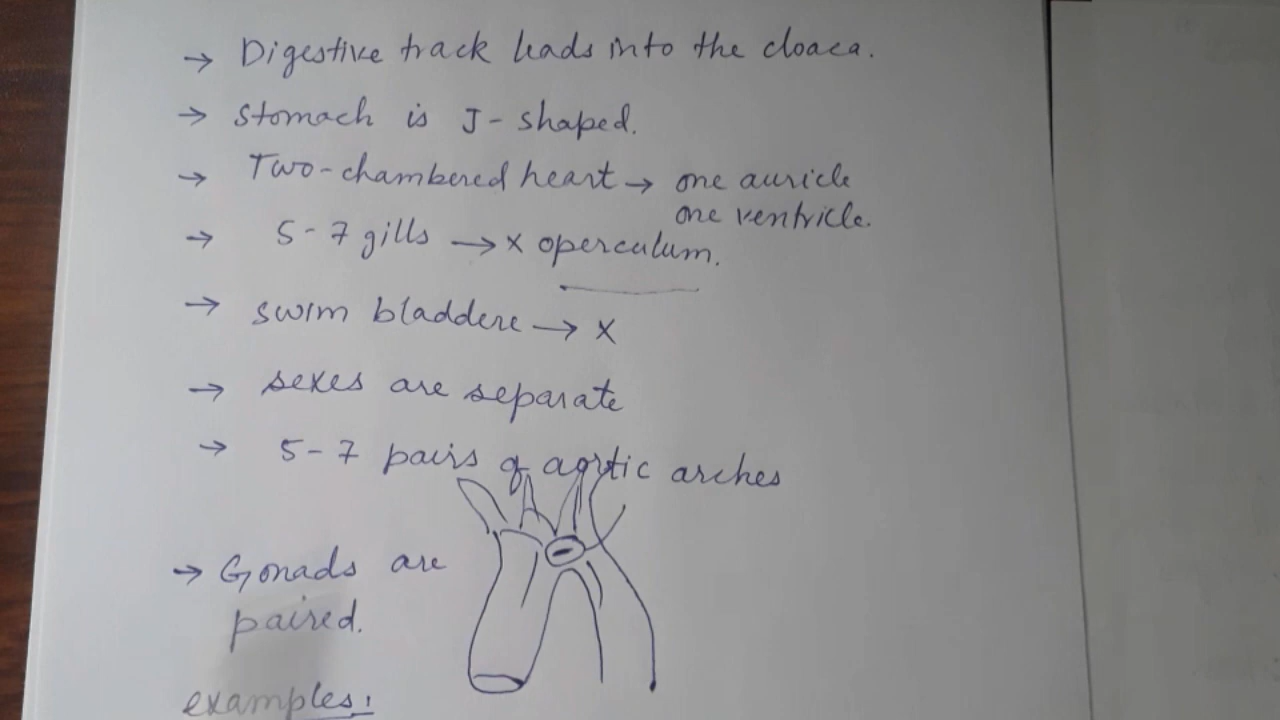 → Digestive track leads into the cloaca.
→ Stomach is J-shaped.
→ Two-chambered heart → one auricle
one ventricle.
→ 5-7 gills → x operculum.
→ swim bladdere → x
→ sexes are separate
→ 5-7 pairs of aortic arches
→ Gonads are
paired.
examples: